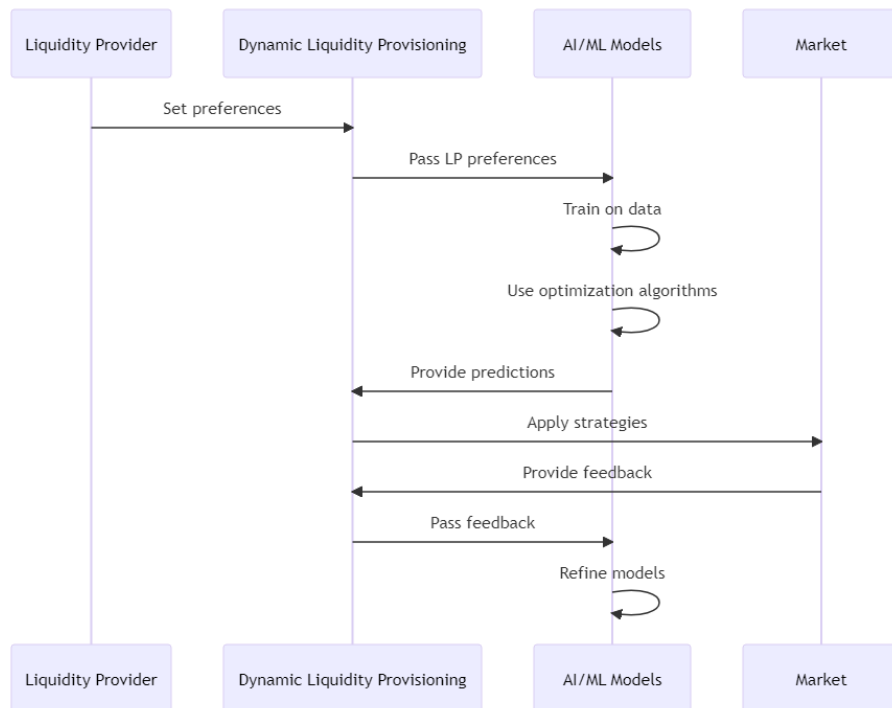 Liquidity Provider
Dynamic Liquidity Provisioning
AI/ML Models
Market
Set preferences
Pass LP preferences
Train on data
Use optimization algorithms
Provide predictions
Apply strategies
Provide feedback
Pass feedback
Refine models
Liquidity Provider
Dynamic Liquidity Provisioning
AI/ML Models
Market